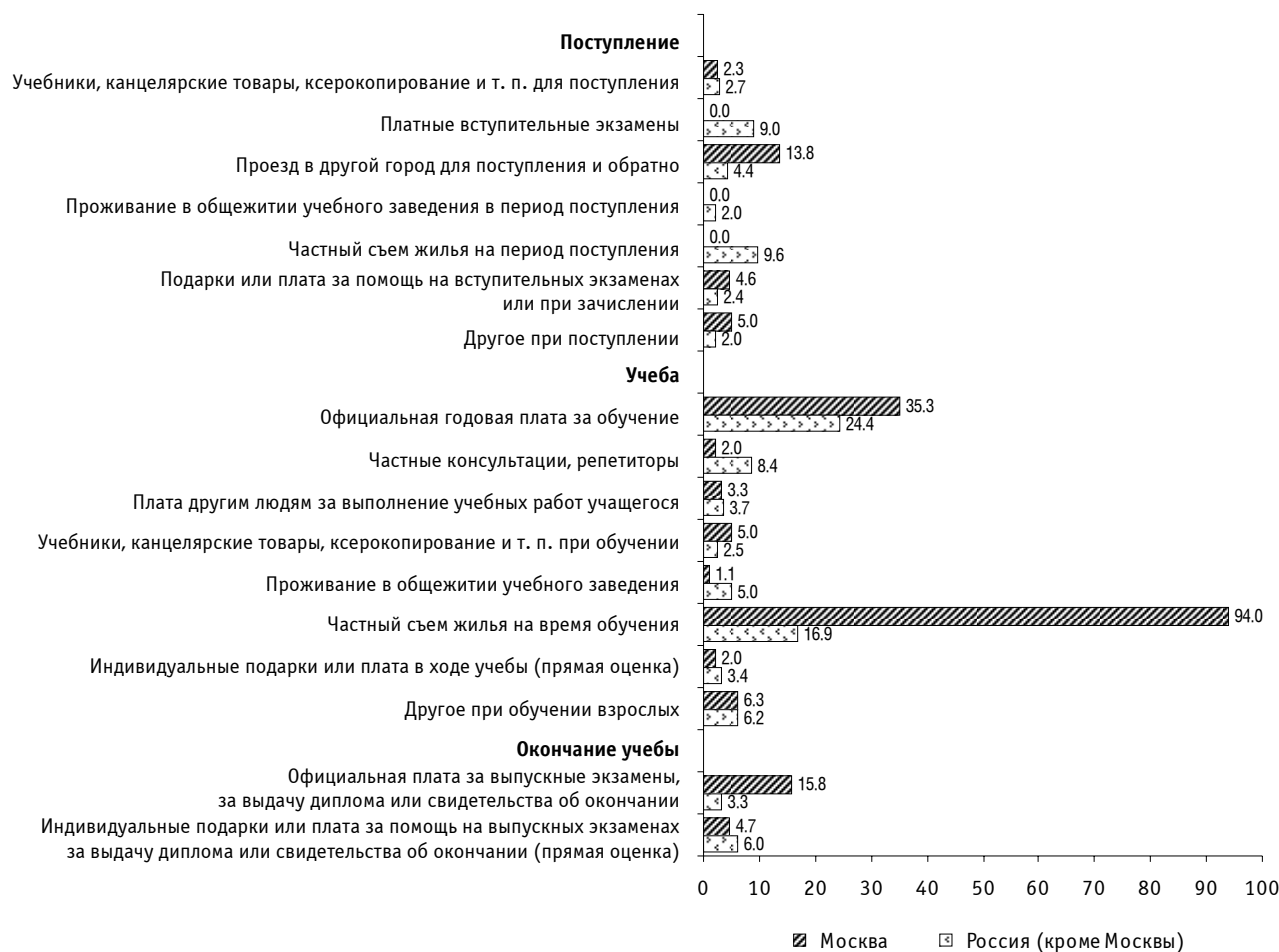 Поступление
Учебники, канцелярские товары, ксерокопирование и т. п. для поступления
2.3
2.7
Платные вступительные экзамены
0.0
9.0
Проезд в другой город для поступления и обратно
13.8
4.4
Проживание в общежитии учебного заведения в период поступления
0.0
2.0
Частный съем жилья на период поступления
0.0
9.6
Подарки или плата за помощь на вступительных экзаменах
или при зачислении
4.6
2.4
Другое при поступлении
5.0
2.0
Учеба
Официальная годовая плата за обучение
35.3
24.4
Частные консультации, репетиторы
2.0
8.4
Плата другим людям за выполнение учебных работ учащегося
3.3
3.7
Учебники, канцелярские товары, ксерокопирование и т. п. при обучении
5.0
2.5
Проживание в общежитии учебного заведения
1.1
5.0
Частный съем жилья на время обучения
94.0
16.9
Индивидуальные подарки или плата в ходе учебы (прямая оценка)
2.0
3.4
Другое при обучении взрослых
6.3
6.2
Окончание учебы
Официальная плата за выпускные экзамены,
за выдачу диплома или свидетельства об окончании
15.8
3.3
Индивидуальные подарки или плата за помощь на выпускных экзаменах
за выдачу диплома или свидетельства об окончании (прямая оценка)
4.7
6.0
0 10 20 30 40 50 60 70 80 90 100
Москва Россия (кроме Москвы)